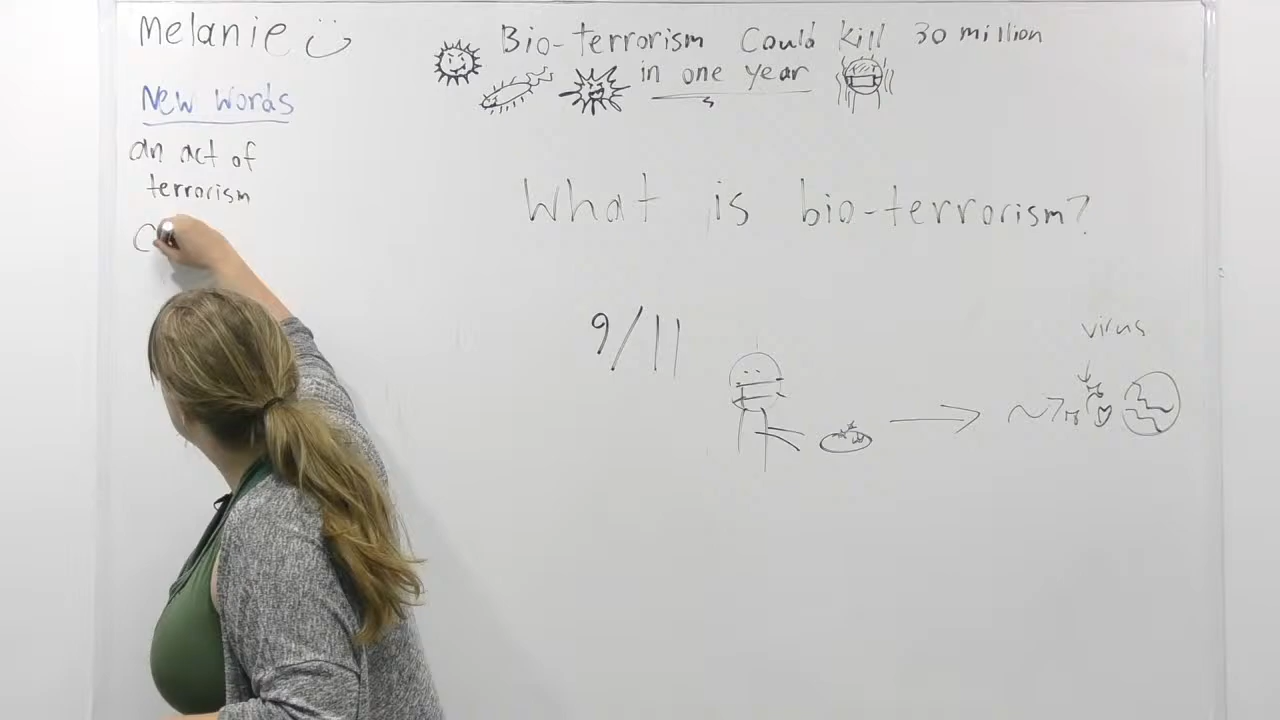 Melanie
Bio-terrorism Could kill 30 million
in one year
New words
an act of
terrorism
What is bio-terrorism?
9/11
virus